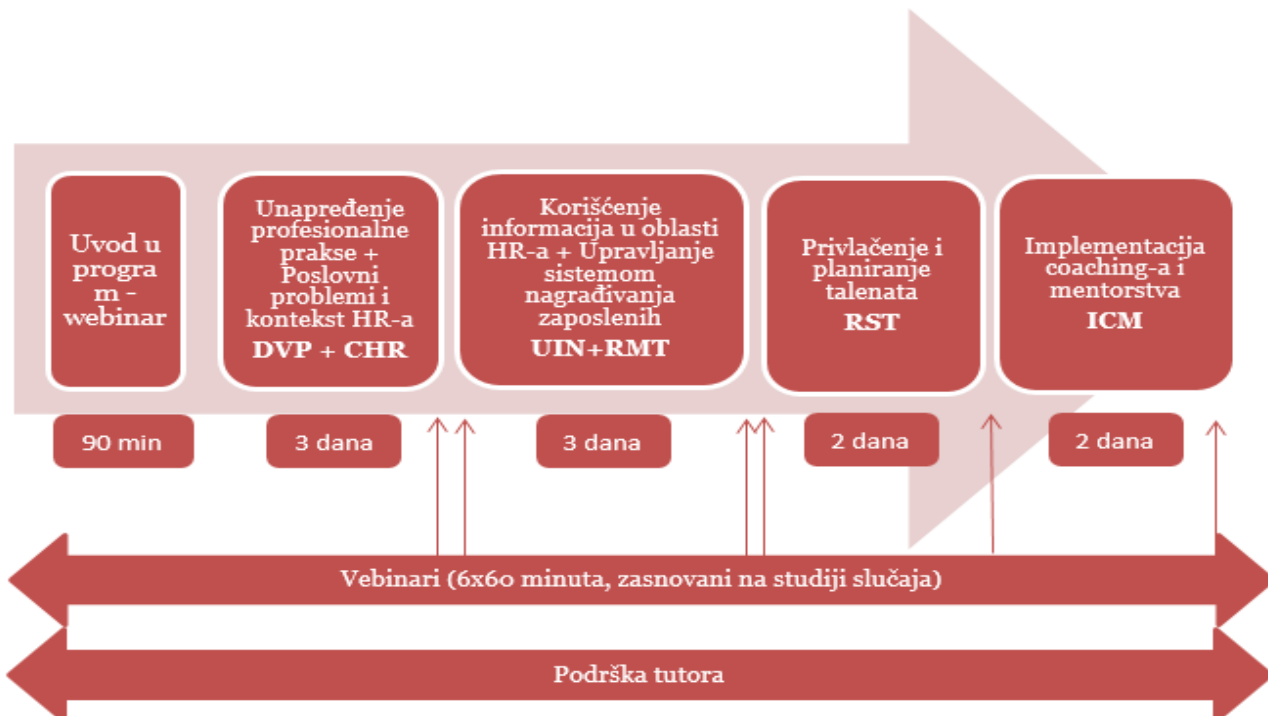 Uvod u
progra
m -
webinar
Unapređenje
profesionalne
prakse +
Poslovni
problemi i
kontekst HR-a
DVP + CHR
Korišćenje
informacija u oblasti
HR-a + Upravljanje
sistemom
nagrađivanja
zaposlenih
UIN+RMT
Privlačenje i
planiranje
talenata
RST
Implementacija
coaching-a i
mentorstva
ICM
90 min
3 dana
3 dana
2 dana
2 dana
Vebinari (6x60 minuta, zasnovani na studiji slučaja)
Podrška tutora